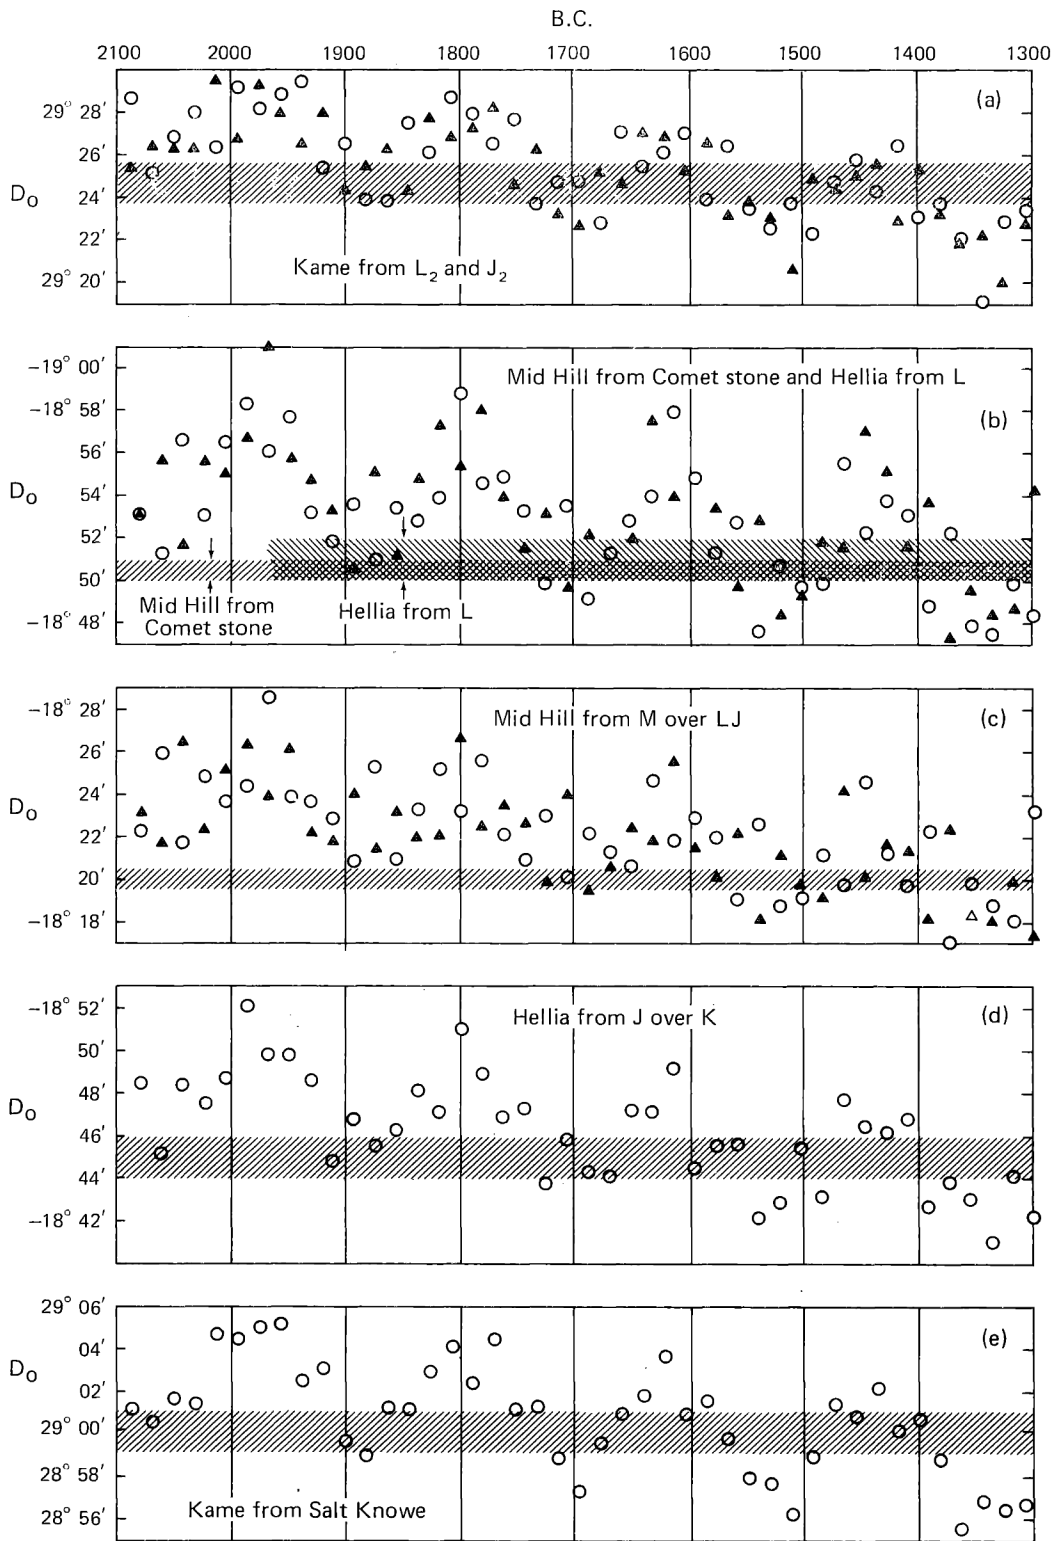 B.C.
2100 2000 1900 1800 1700 1600 1500 1400 1300
(a)
29° 28′
26′
D₀
24′
22′
29° 20′
Kame from L₂ and J₂
(b)
Mid Hill from Comet stone and Hellia from L
−19° 00′
−18° 58′
56′
D₀
54′
52′
50′
−18° 48′
Mid Hill from
Comet stone
Hellia from L
(c)
Mid Hill from M over LJ
−18° 28′
26′
24′
D₀
22′
20′
−18° 18′
(d)
Hellia from J over K
−18° 52′
50′
48′
D₀
46′
44′
−18° 42′
(e)
29° 06′
04′
D₀
02′
29° 00′
28° 58′
28° 56′
Kame from Salt Knowe